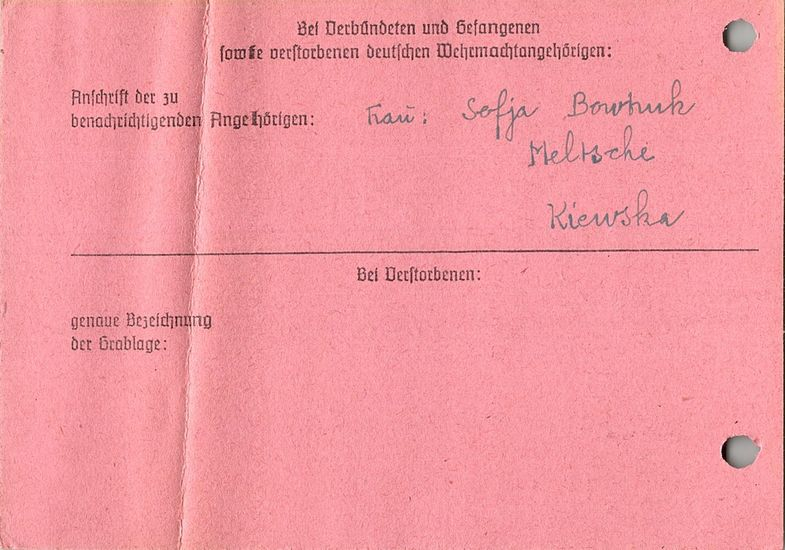 Bei Verbündeten und Gefangenen
sowie verstorbenen deutschen Wehrmachtangehörigen:
Anschrift der zu
benachrichtigenden Angehörigen: Frau: Sofja Bowtruk
Meltsche
Kiewska
Bei Verstorbenen:
genaue Bezeichnung
der Grablage: